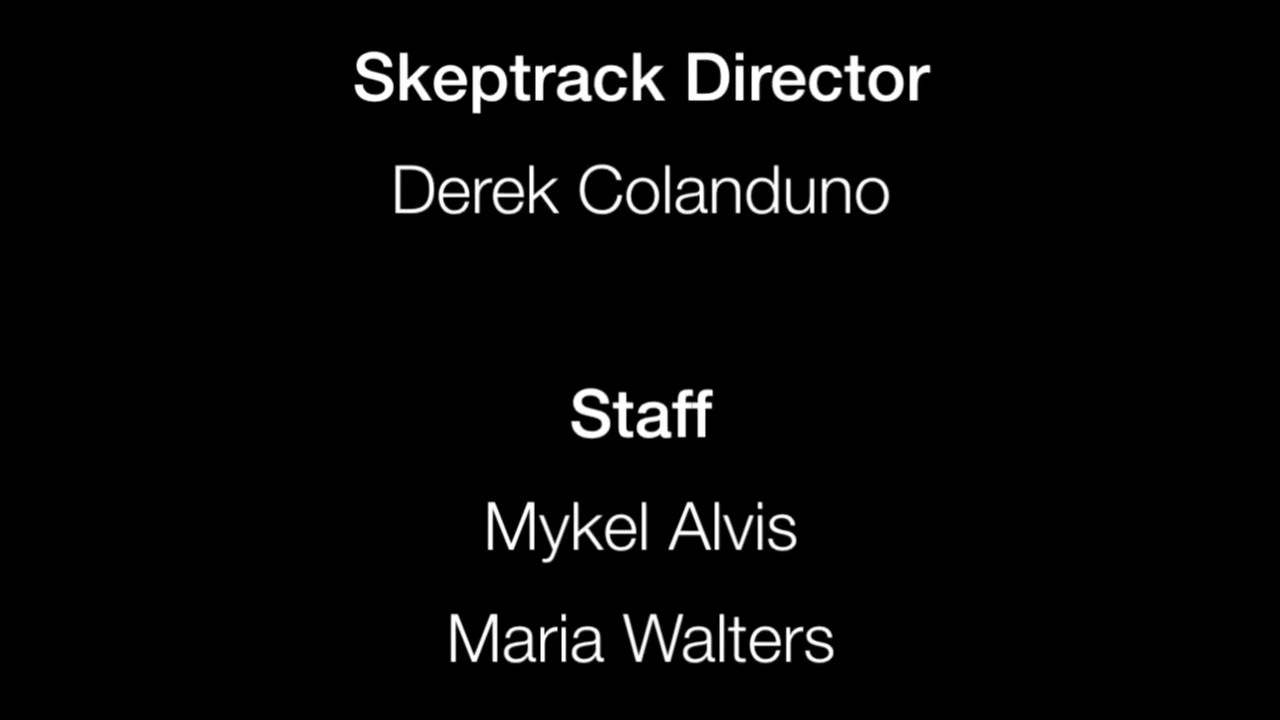 Skeptrack Director
Derek Colanduno
Staff
Mykel Alvis
Maria Walters